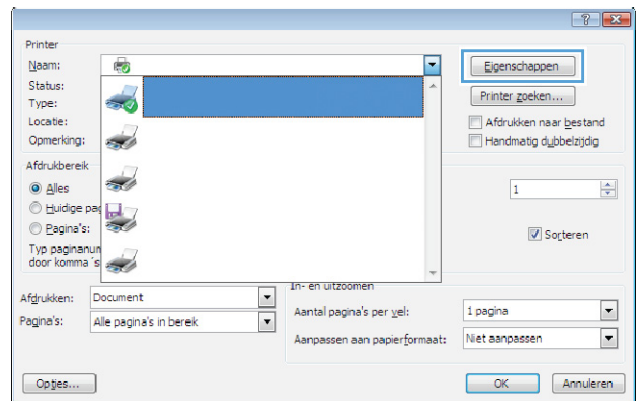 Printer
Naam:
Eigenschappen
Status:
Type:
Printer zoeken...
Locatie:
Afdrukken naar bestand
Opmerking:
Handmatig dubbelzijdig
Afdrukbereik
Alles
1
Huidige pag
Pagina's:
Sorteren
Typ paginanun
door komma´s
In- en uitzoomen
Afdrukken: Document
Aantal pagina's per vel: 1 pagina
Pagina's: Alle pagina's in bereik
Aanpassen aan papierformaat: Niet aanpassen
Opties...
OK
Annuleren